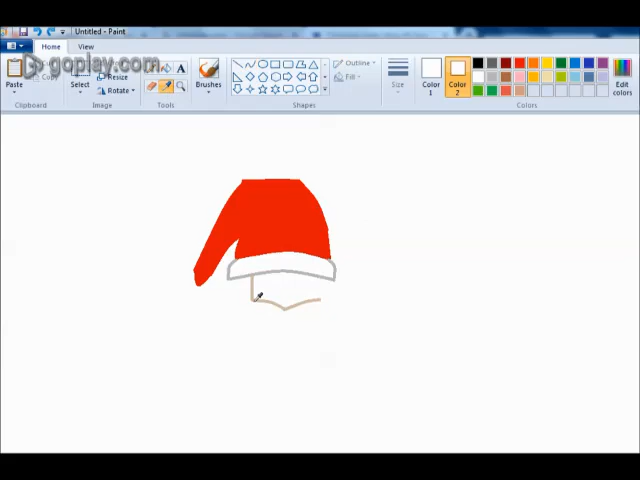 Untitled - Paint
Home View
goplay.com
Paste
Copy
Select
Resize
Rotate
A
Brushes
Outline
Fill
Size
Color
1
Color
2
Edit
colors
Clipboard Image Tools Shapes Colors